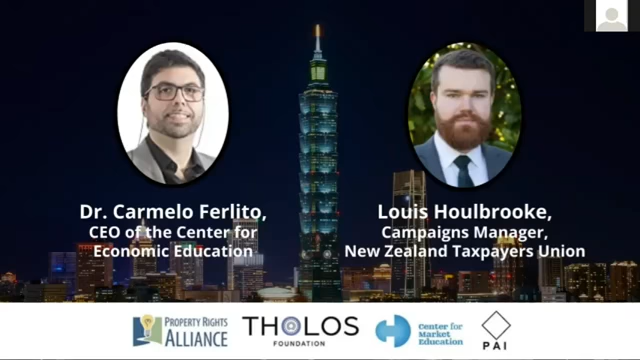 Dr. Carmelo Ferlito,
CEO of the Center for
Economic Education
Louis Houlbrooke,
Campaigns Manager,
New Zealand Taxpayers Union
PROPERTY RIGHTS
ALLIANCE
THOLOS
FOUNDATION
Center for
Market
Education
PAI